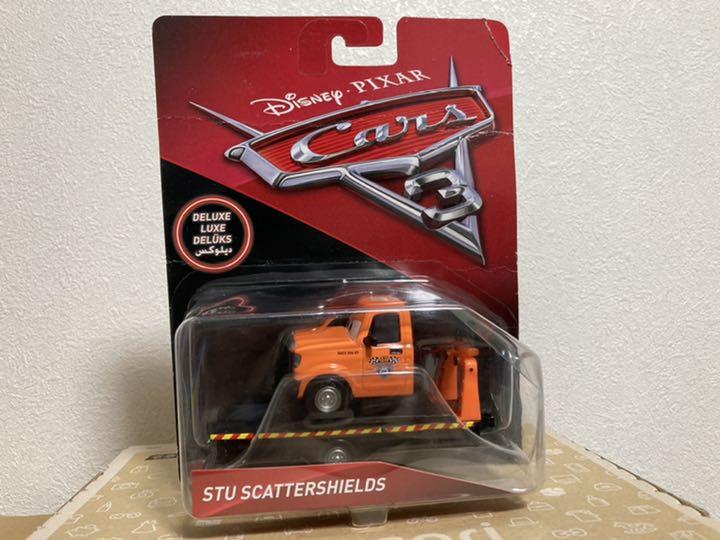 Disney • PIXAR
Cars
3
DELUXE
LUXE
DELÜKS
ديلوكس
STU SCATTERSHIELDS